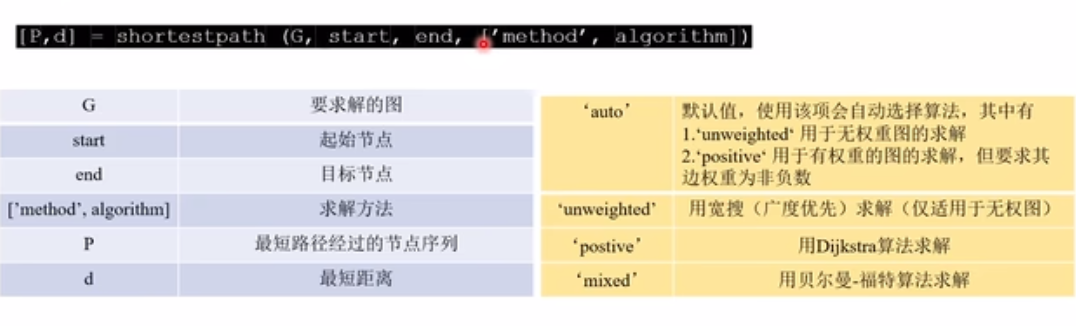 [P,d] = shortestpath (G, start, end, ['method', algorithm])
G 要求解的图
start 起始节点
end 目标节点
['method', algorithm] 求解方法
P 最短路径经过的节点序列
d 最短距离
‘auto’ 默认值，使用该项会自动选择算法，其中有
1.‘unweighted‘ 用于无权重图的求解
2.‘positive‘ 用于有权重的图的求解，但要求其
边权重为非负数
‘unweighted’ 用宽搜（广度优先）求解（仅适用于无权图）
‘postive’ 用Dijkstra算法求解
‘mixed’ 用贝尔曼-福特算法求解